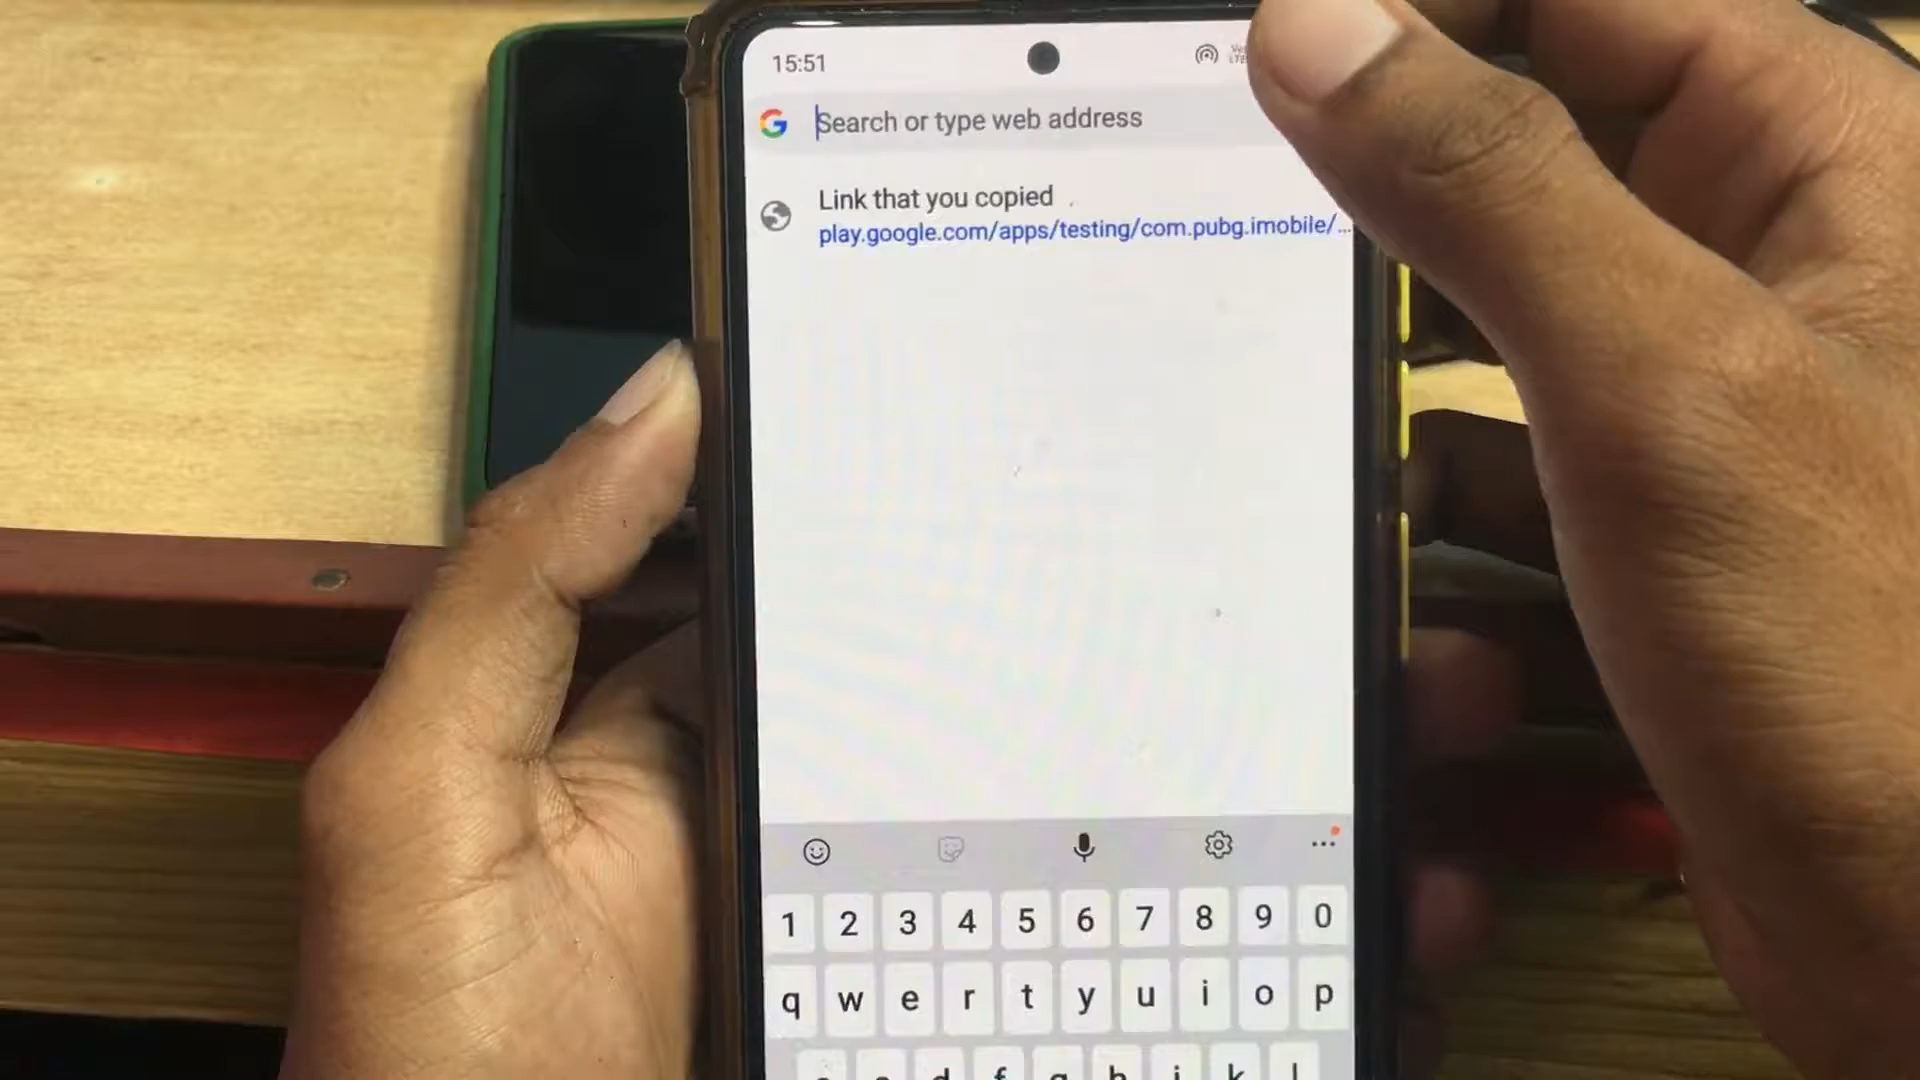 15:51
Search or type web address
Link that you copied
play.google.com/apps/testing/com.pubg.imobile/...
1 2 3 4 5 6 7 8 9 0
q w e r t y u i o p
d f g h j k l